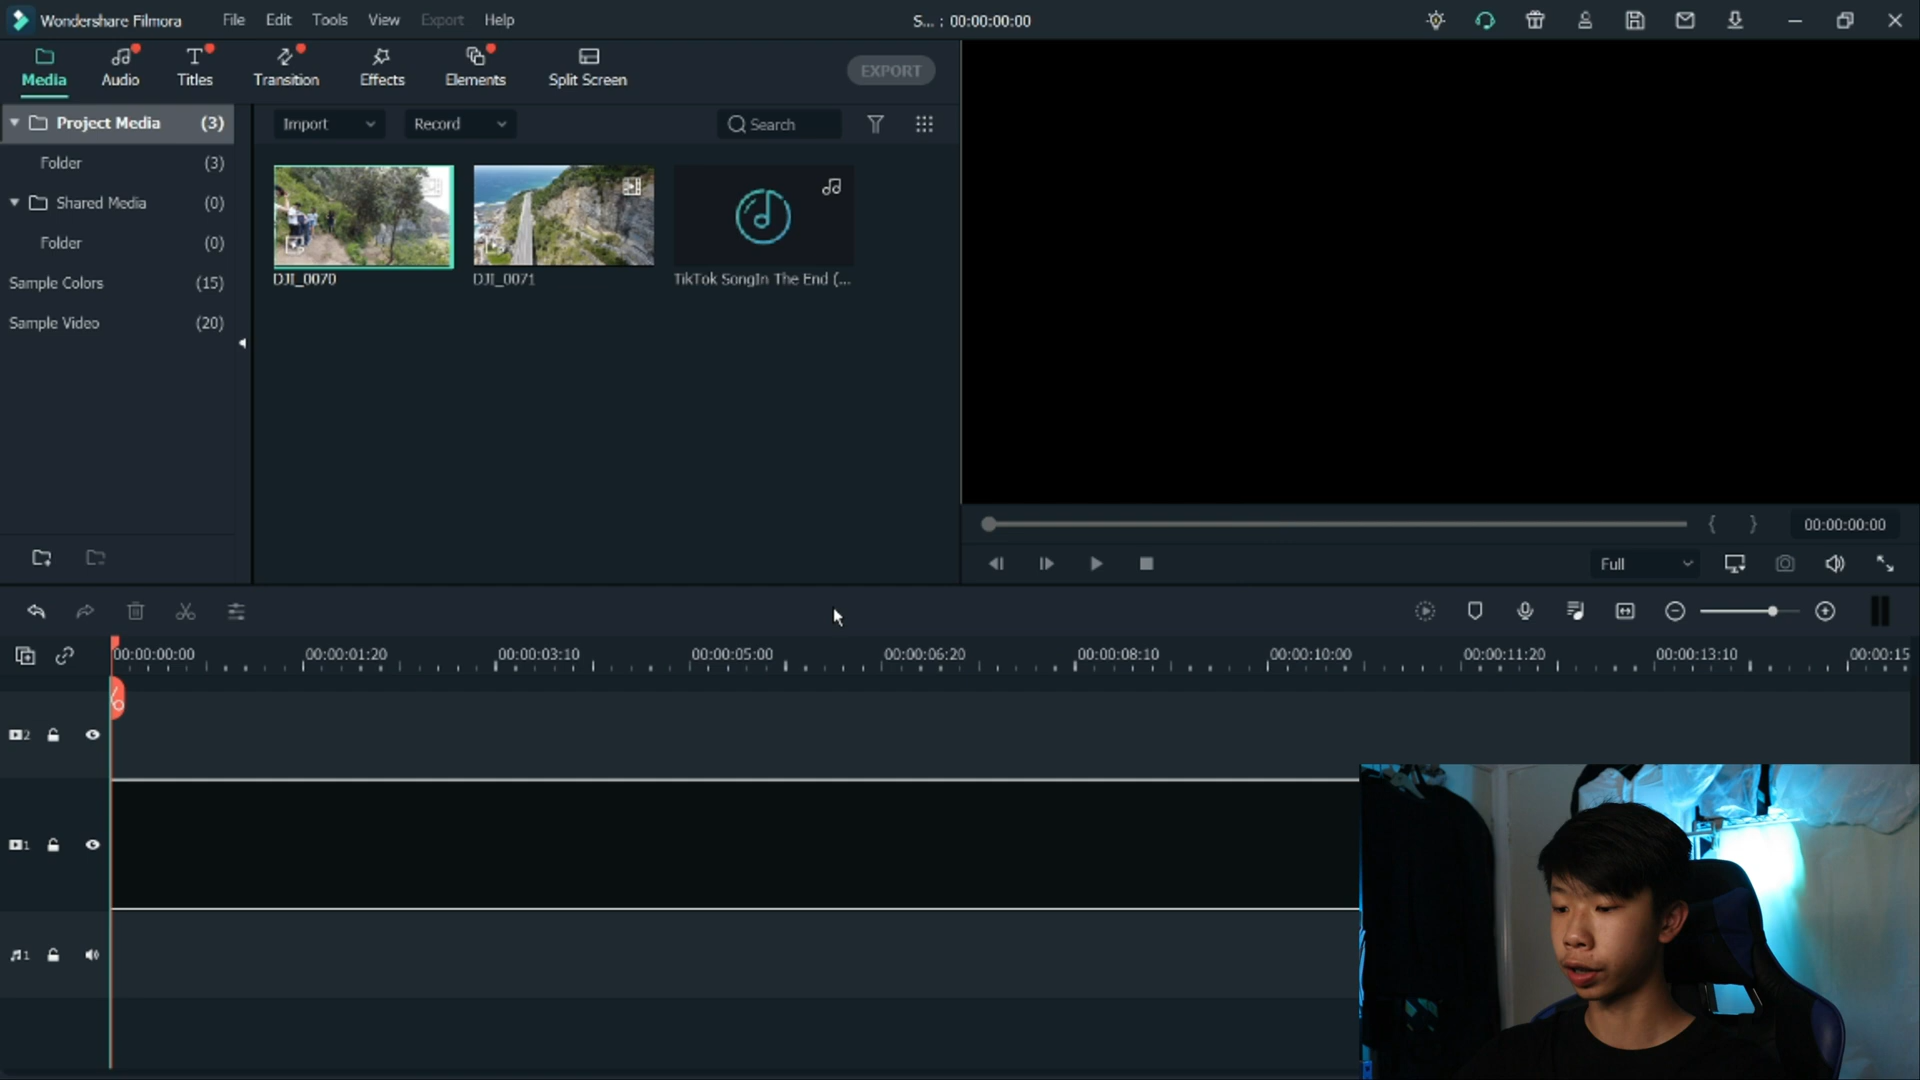 Wondershare Filmora File Edit Tools View Export Help S... : 00:00:00:00
Media Audio Titles Transition Effects Elements Split Screen EXPORT
Project Media (3)
Folder (3)
Shared Media (0)
Folder (0)
Sample Colors (15)
Sample Video (20)
Import Record Search
DJI_0070 DJI_0071 TikTok SongIn The End (...
00:00:00:00
Full
00:00:00:00 00:00:01:20 00:00:03:10 00:00:05:00 00:00:06:20 00:00:08:10 00:00:10:00 00:00:11:20 00:00:13:10 00:00:15
2
1
1